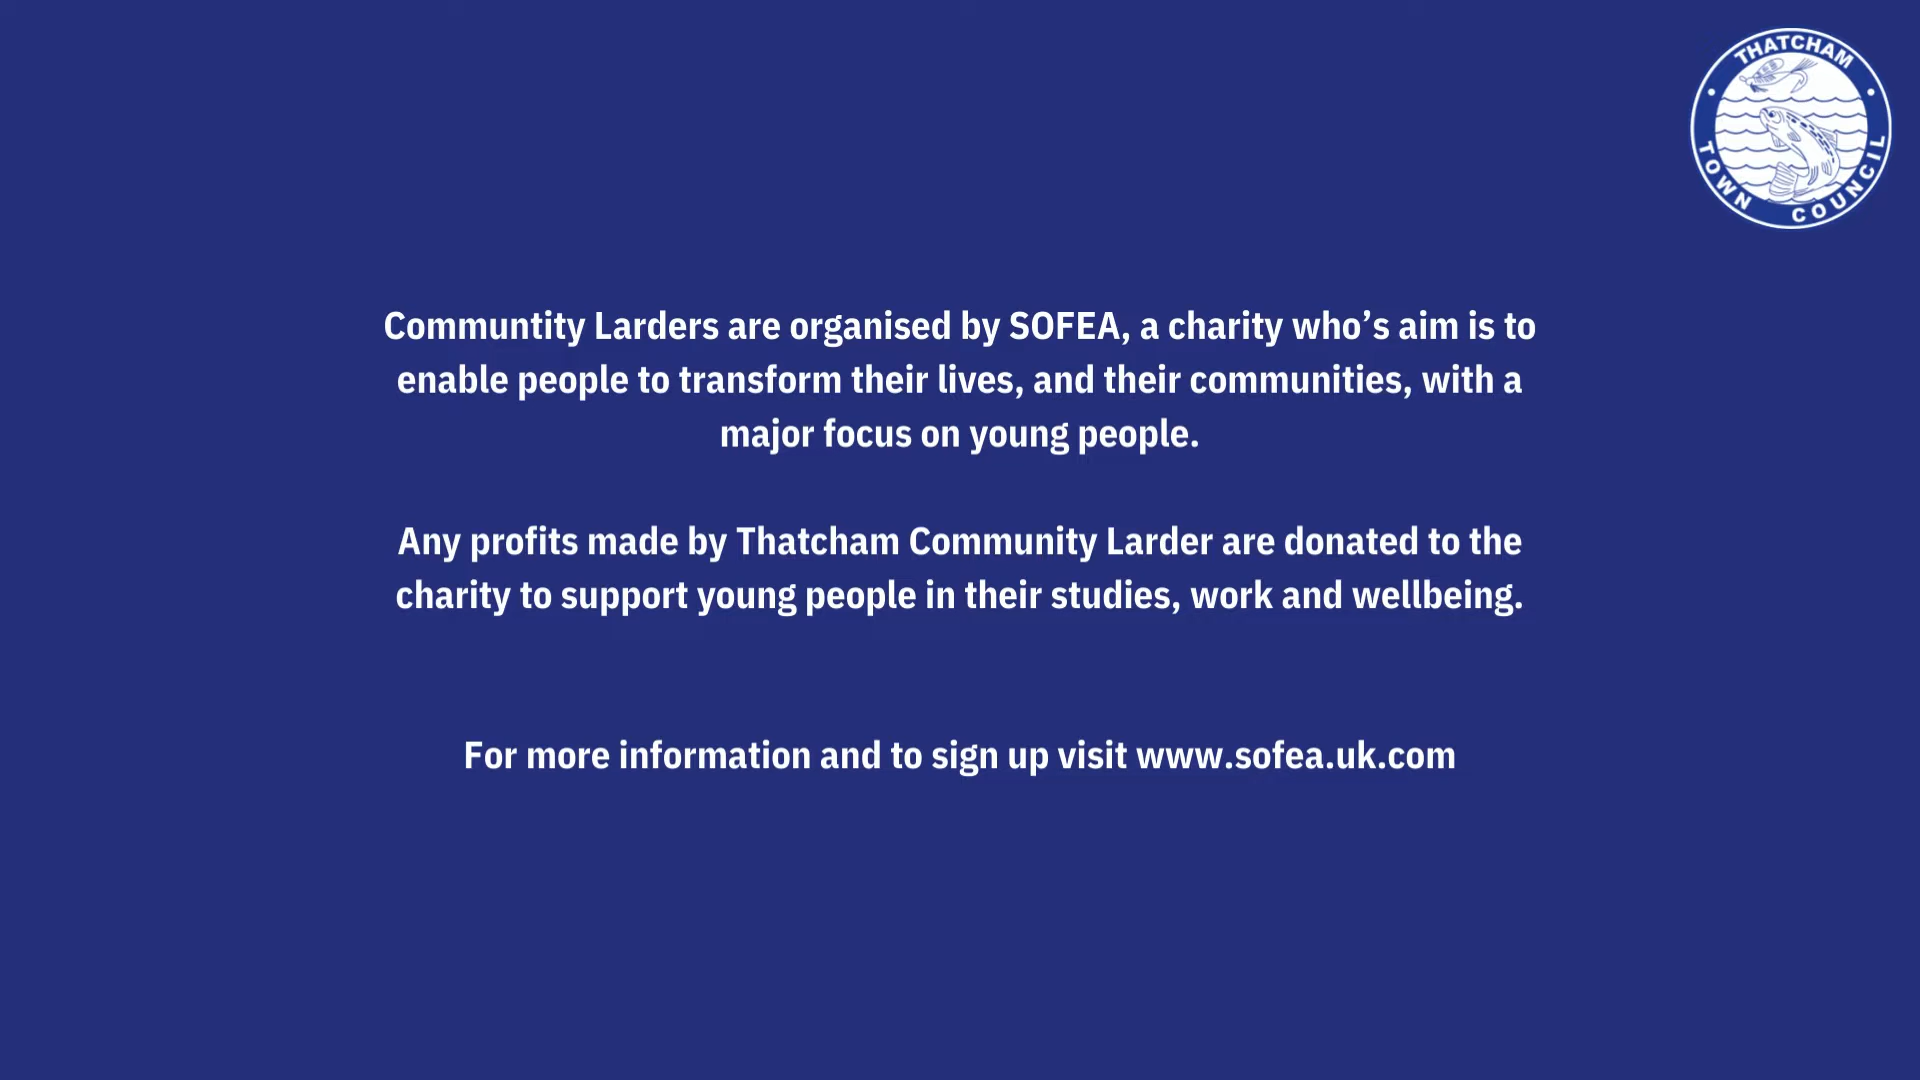 THATCHAM
TOWN COUNCIL
Communtity Larders are organised by SOFEA, a charity who’s aim is to
enable people to transform their lives, and their communities, with a
major focus on young people.
Any profits made by Thatcham Community Larder are donated to the
charity to support young people in their studies, work and wellbeing.
For more information and to sign up visit www.sofea.uk.com